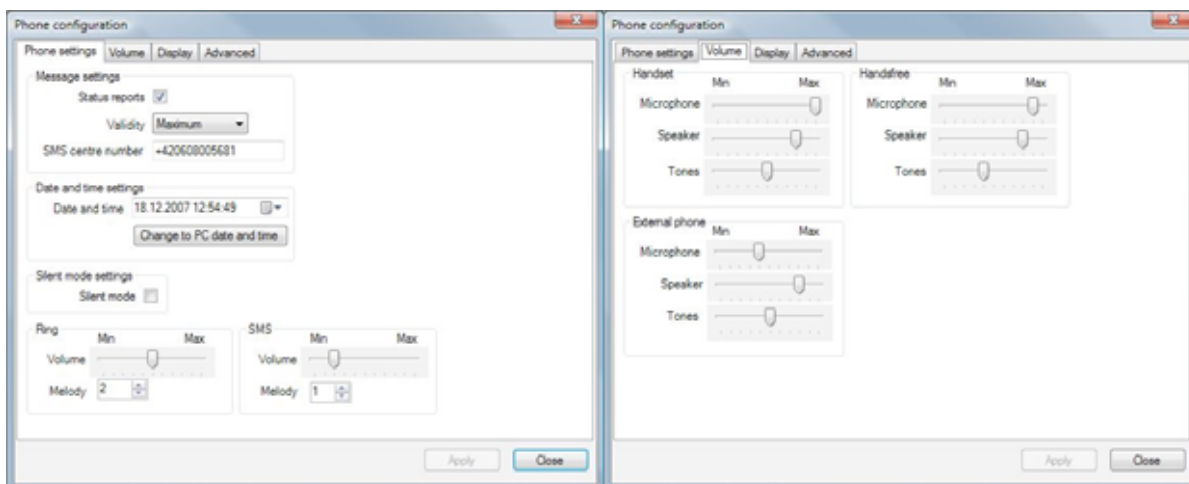 Phone configuration
Phone settings Volume Display Advanced
Message settings
Status reports
Validity Maximum
SMS centre number +420608005681
Date and time settings
Date and time 18.12.2007 12:54:49
Change to PC date and time
Silent mode settings
Silent mode
Ring
Min Max
Volume
Melody 2
SMS
Min Max
Volume
Melody 1
Apply Close
Phone configuration
Phone settings Volume Display Advanced
Handset
Min Max
Microphone
Speaker
Tones
Handsfree
Min Max
Microphone
Speaker
Tones
External phone
Min Max
Microphone
Speaker
Tones
Apply Close